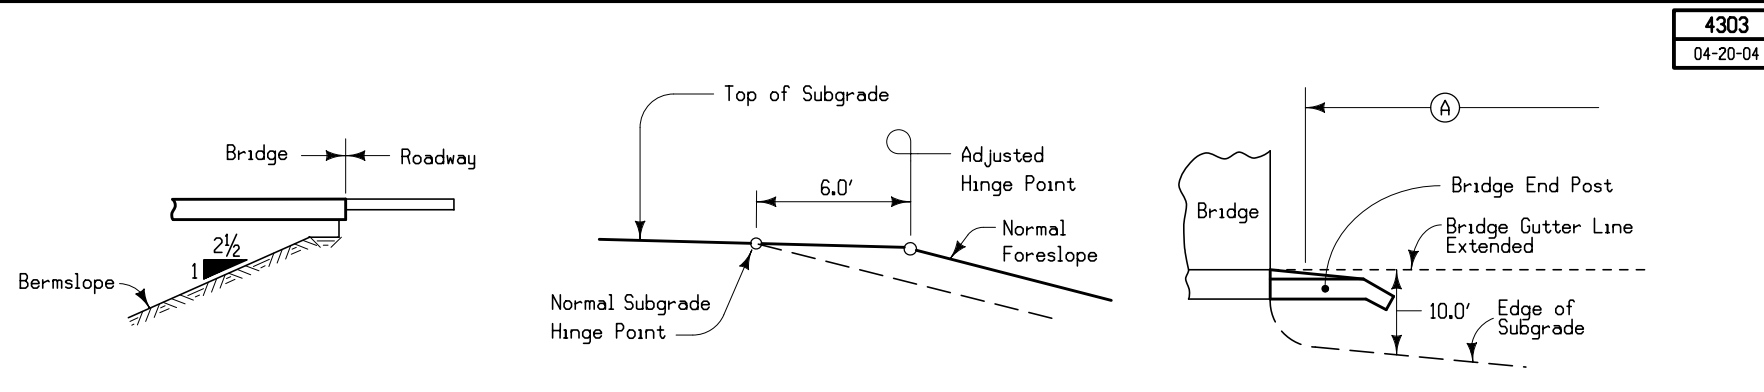 4303
04-20-04
Bridge
Roadway
2½
1
Bermslope
Top of Subgrade
Adjusted
Hinge Point
6.0'
Normal
Foreslope
Normal Subgrade
Hinge Point
A
Bridge End Post
Bridge
Bridge Gutter Line
Extended
10.0'
Edge of
Subgrade